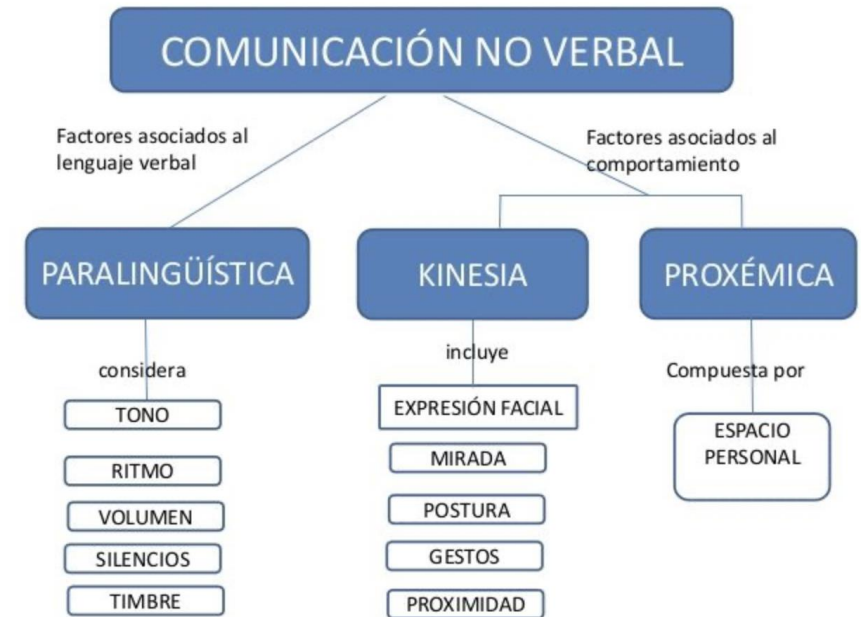 COMUNICACIÓN NO VERBAL
Factores asociados al
lenguaje verbal
Factores asociados al
comportamiento
PARALINGÜÍSTICA
KINESIA
PROXÉMICA
considera
incluye
Compuesta por
TONO
RITMO
VOLUMEN
SILENCIOS
TIMBRE
EXPRESIÓN FACIAL
MIRADA
POSTURA
GESTOS
PROXIMIDAD
ESPACIO
PERSONAL